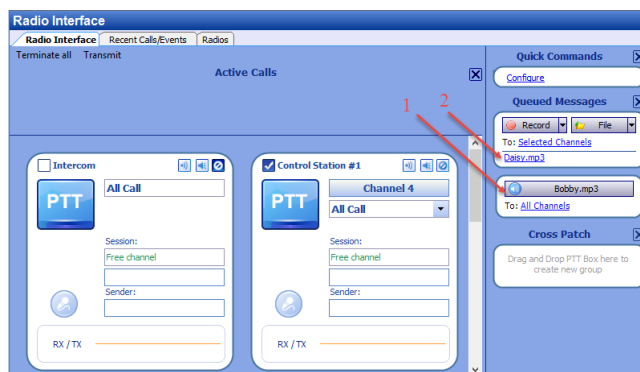 Radio Interface
Radio Interface Recent Calls/Events Radios
Terminate all Transmit
Active Calls
Intercom
PTT
All Call
Session:
Free channel
Sender:
RX / TX
Control Station #1
PTT
Channel 4
All Call
Session:
Free channel
Sender:
RX / TX
Quick Commands
Configure
1 2
Queued Messages
Record File
To: Selected Channels
Daisy.mp3
Bobby.mp3
To: All Channels
Cross Patch
Drag and Drop PTT Box here to
create new group